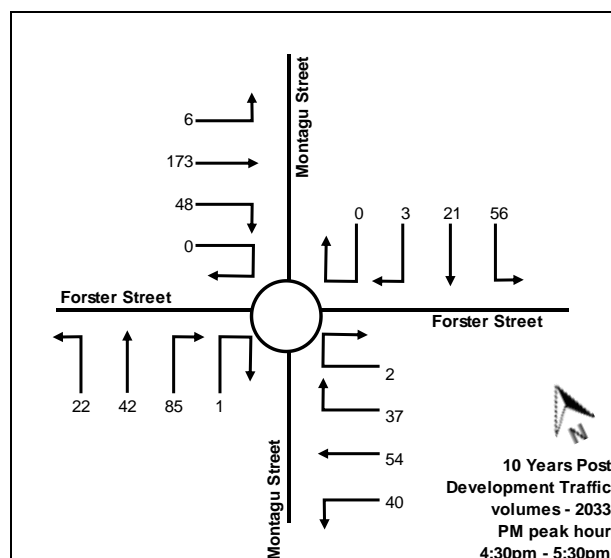 Montagu Street
6
173
48
0
0 3 21 56
Forster Street
Forster Street
22 42 85 1
2
37
54
40
Montagu Street
N
10 Years Post
Development Traffic
volumes - 2033
PM peak hour
4:30pm - 5:30pm